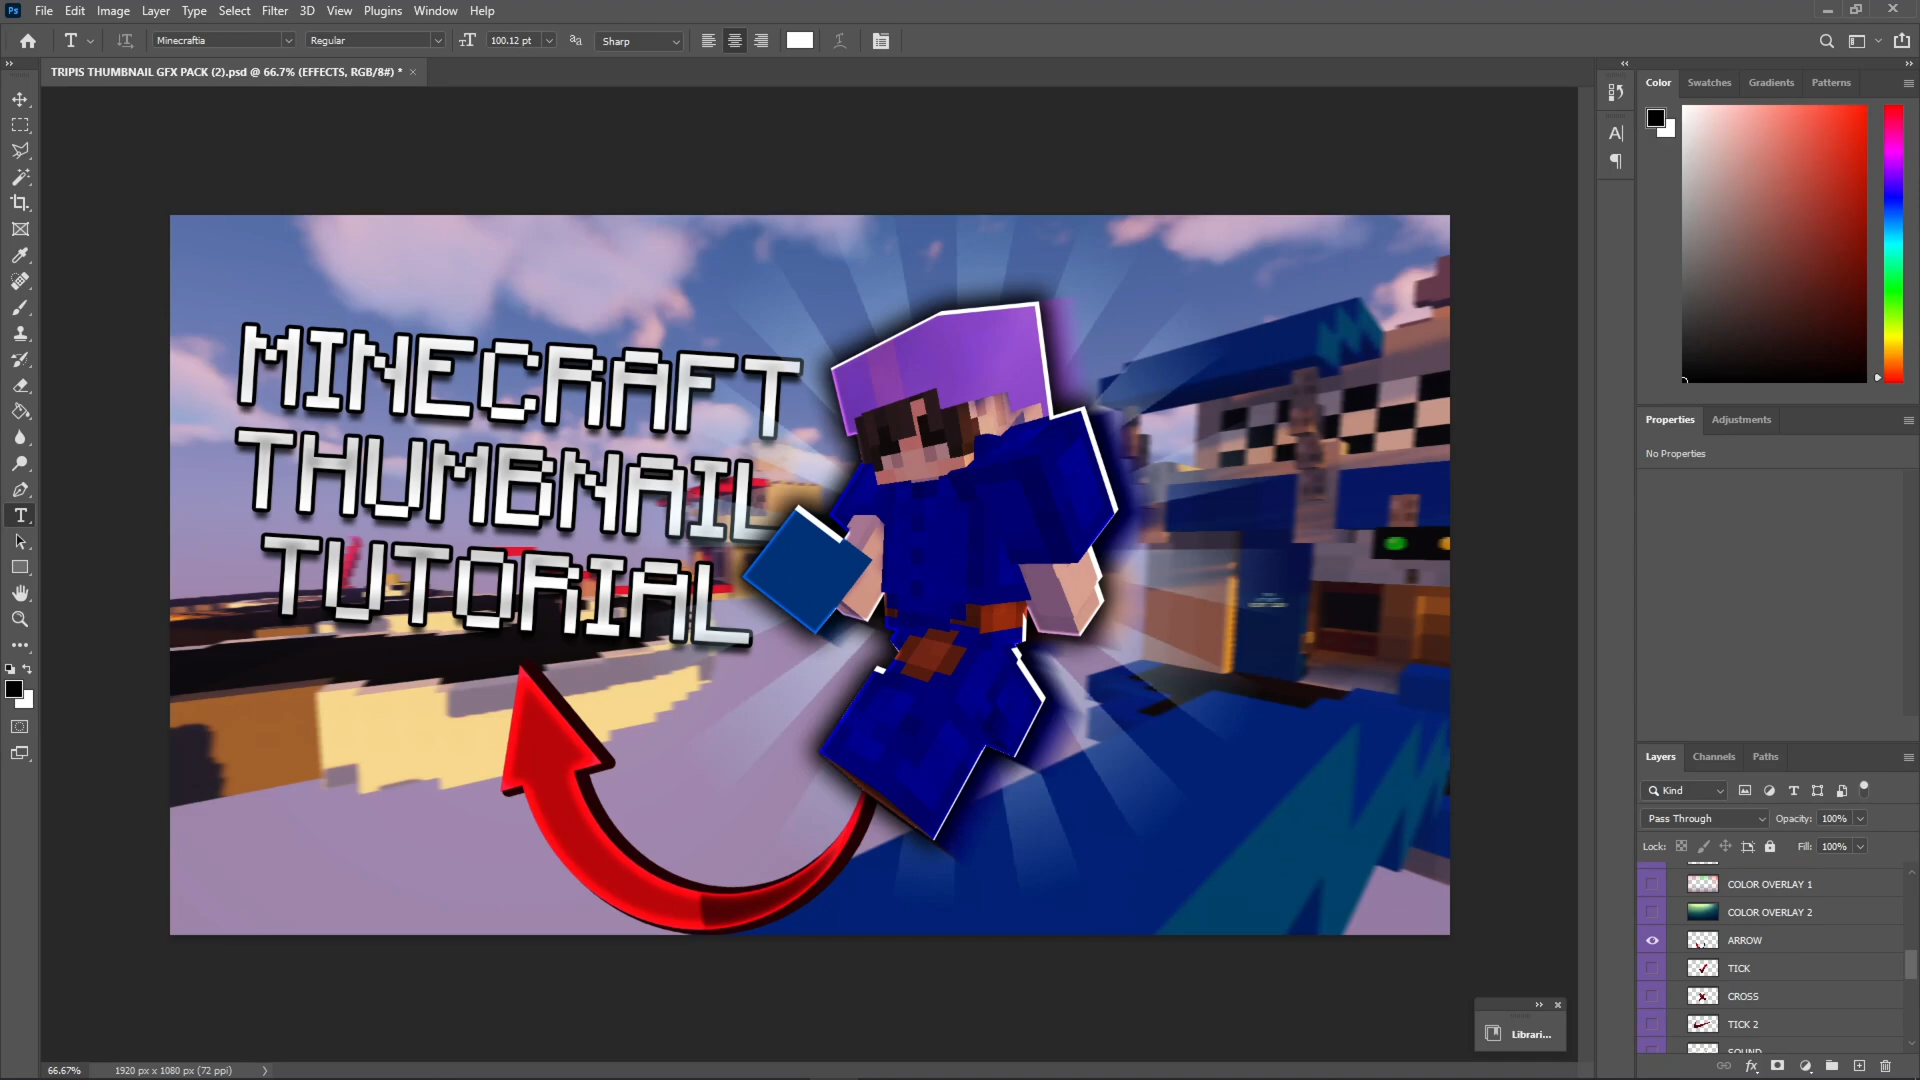 Ps File Edit Image Layer Type Select Filter 3D View Plugins Window Help
T Minecraftia Regular 100.12 pt aa Sharp
TRIPIS THUMBNAIL GFX PACK (2).psd @ 66.7% (EFFECTS, RGB/8#) *
Color Swatches Gradients Patterns
MINECRAFT
THUMBNAIL
TUTORIAL
Properties Adjustments
No Properties
Layers Channels Paths
Kind
Pass Through Opacity: 100%
Lock: Fill: 100%
COLOR OVERLAY 1
COLOR OVERLAY 2
ARROW
TICK
CROSS
TICK 2
SOUND
Librari...
66.67% 1920 px x 1080 px (72 ppi)